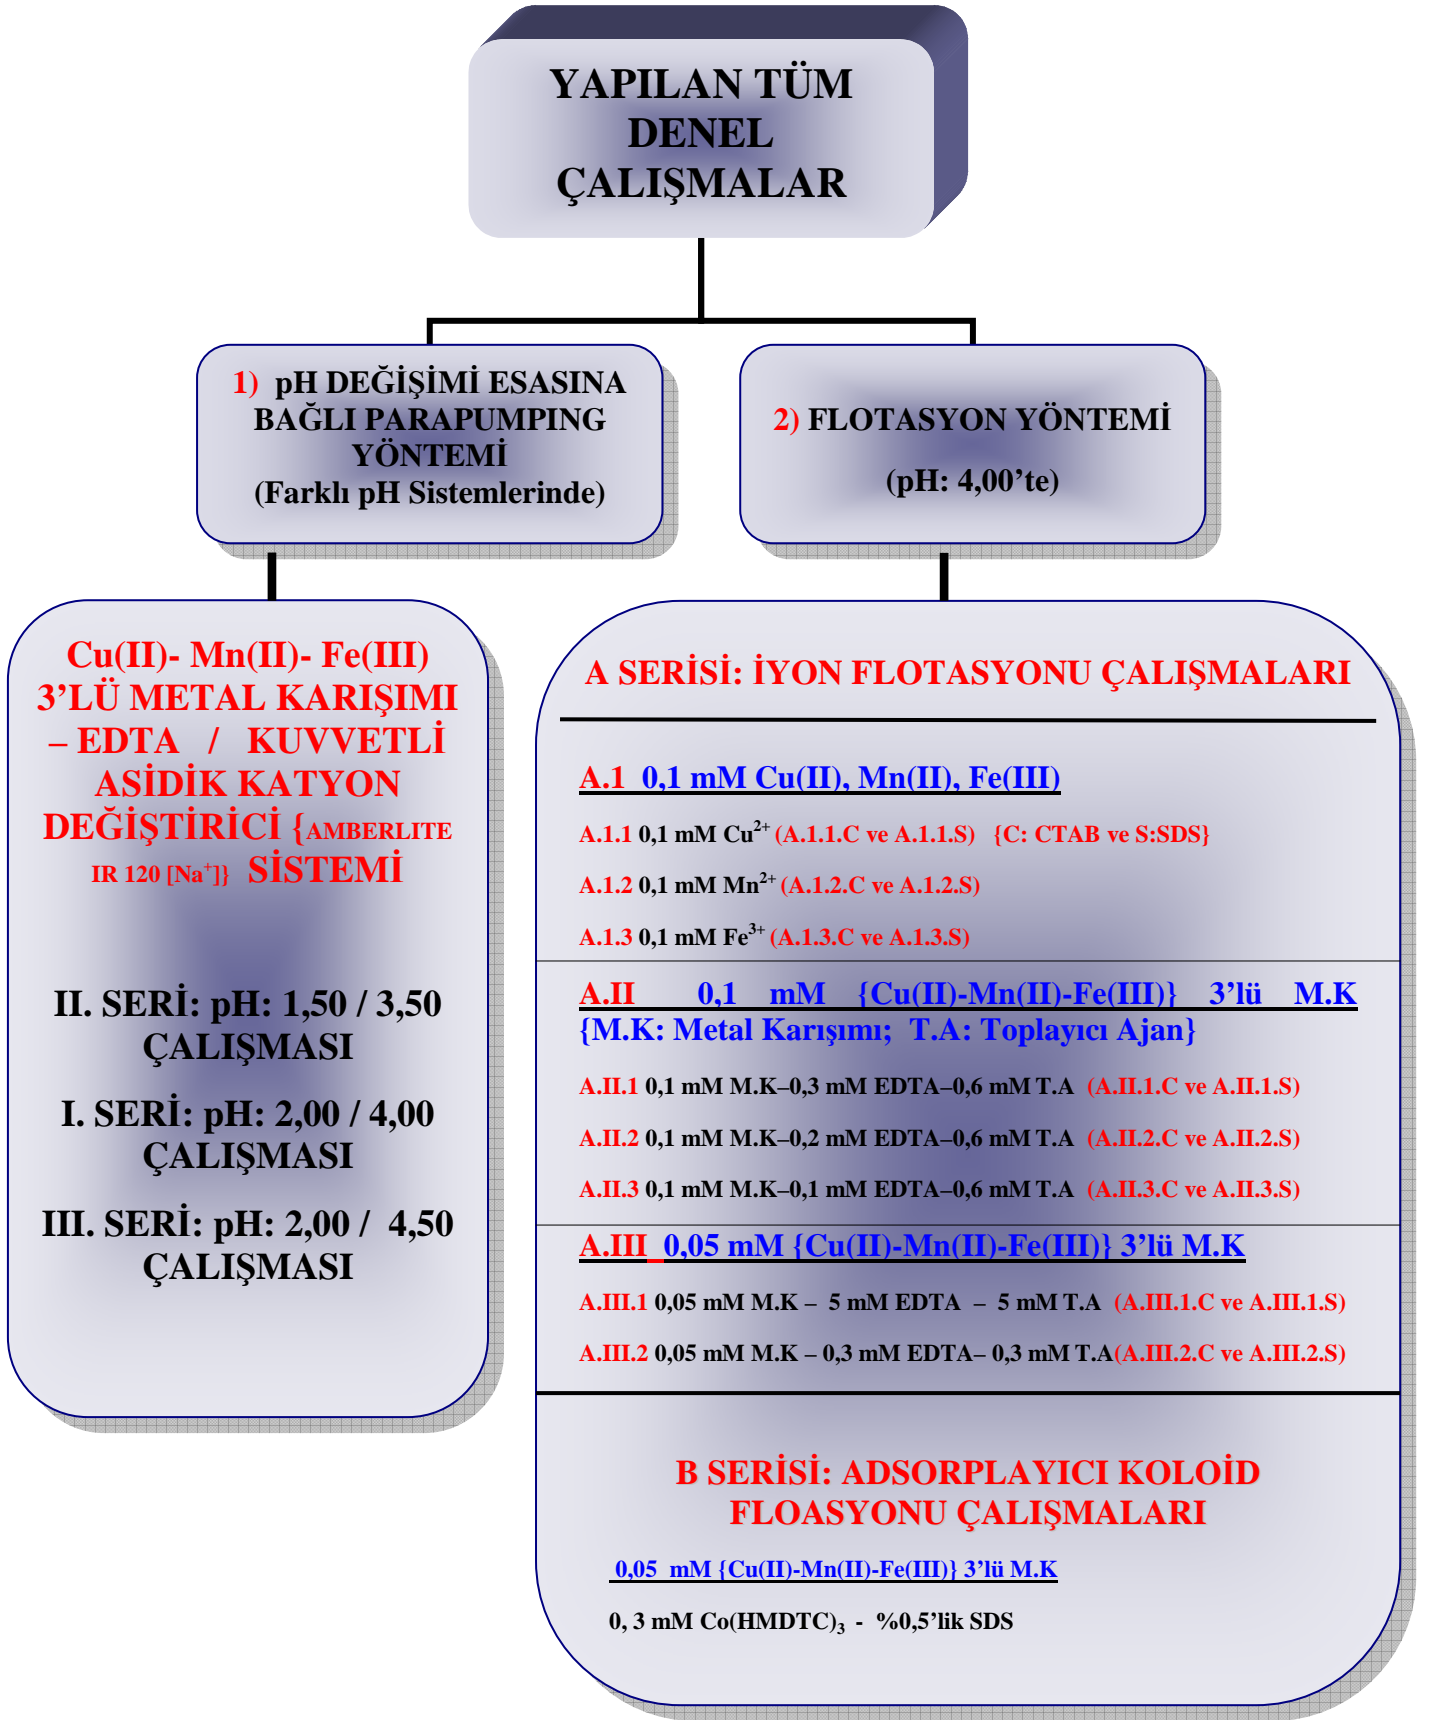 YAPILAN TÜM
DENEL
ÇALIŞMALAR
1) pH DEĞİŞİMİ ESASINA
BAĞLI PARAPUMPING
YÖNTEMİ
(Farklı pH Sistemlerinde)
2) FLOTASYON YÖNTEMİ
(pH: 4,00’te)
Cu(II)- Mn(II)- Fe(III)
3’LÜ METAL KARIŞIMI
– EDTA / KUVVETLİ
ASİDİK KATYON
DEĞİŞTİRİCİ {AMBERLITE
IR 120 [Na⁺]} SİSTEMİ
II. SERİ: pH: 1,50 / 3,50
ÇALIŞMASI
I. SERİ: pH: 2,00 / 4,00
ÇALIŞMASI
III. SERİ: pH: 2,00 / 4,50
ÇALIŞMASI
A SERİSİ: İYON FLOTASYONU ÇALIŞMALARI
A.1 0,1 mM Cu(II), Mn(II), Fe(III)
A.1.1 0,1 mM Cu²⁺ (A.1.1.C ve A.1.1.S) {C: CTAB ve S:SDS}
A.1.2 0,1 mM Mn²⁺ (A.1.2.C ve A.1.2.S)
A.1.3 0,1 mM Fe³⁺ (A.1.3.C ve A.1.3.S)
A.II 0,1 mM {Cu(II)-Mn(II)-Fe(III)} 3’lü M.K
{M.K: Metal Karışımı; T.A: Toplayıcı Ajan}
A.II.1 0,1 mM M.K–0,3 mM EDTA–0,6 mM T.A (A.II.1.C ve A.II.1.S)
A.II.2 0,1 mM M.K–0,2 mM EDTA–0,6 mM T.A (A.II.2.C ve A.II.2.S)
A.II.3 0,1 mM M.K–0,1 mM EDTA–0,6 mM T.A (A.II.3.C ve A.II.3.S)
A.III 0,05 mM {Cu(II)-Mn(II)-Fe(III)} 3’lü M.K
A.III.1 0,05 mM M.K – 5 mM EDTA – 5 mM T.A (A.III.1.C ve A.III.1.S)
A.III.2 0,05 mM M.K – 0,3 mM EDTA– 0,3 mM T.A(A.III.2.C ve A.III.2.S)
B SERİSİ: ADSORPLAYICI KOLOİD
FLOASYONU ÇALIŞMALARI
0,05 mM {Cu(II)-Mn(II)-Fe(III)} 3’lü M.K
0, 3 mM Co(HMDTC)₃ - %0,5’lik SDS